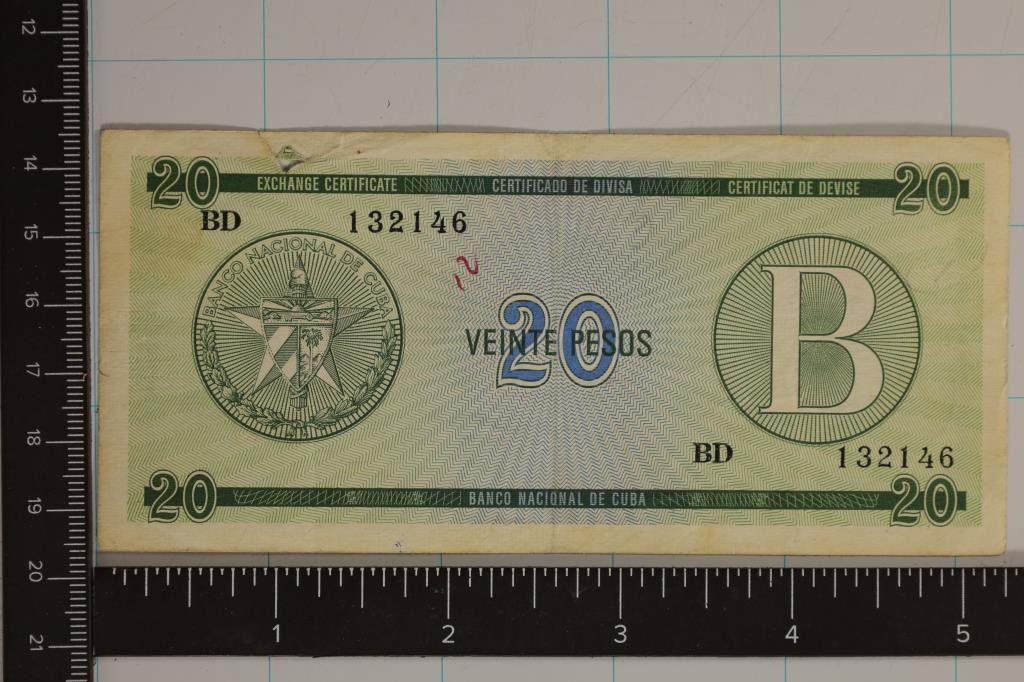 20 EXCHANGE CERTIFICATE CERTIFICADO DE DIVISA CERTIFICAT DE DEVISE 20
BD 132146
BANCO NACIONAL DE CUBA
20
VEINTE PESOS
B
BD 132146
20 BANCO NACIONAL DE CUBA 20
12
13
14
15
16
17
18
19
20
21
1 2 3 4 5